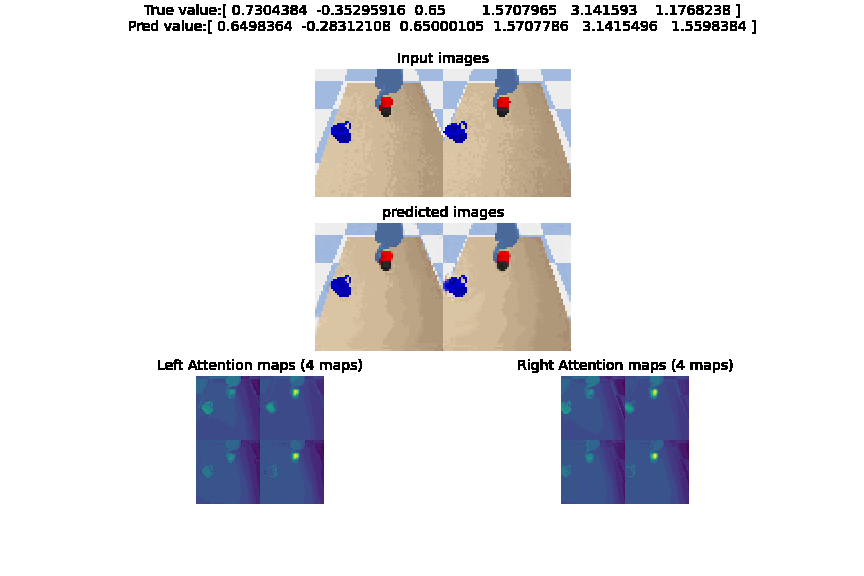 True value:[ 0.7304384 -0.35295916 0.65 1.5707965 3.141593 1.1768238 ]
Pred value:[ 0.6498364 -0.28312108 0.65000105 1.5707786 3.1415496 1.5598384 ]
Input images
predicted images
Left Attention maps (4 maps)
Right Attention maps (4 maps)